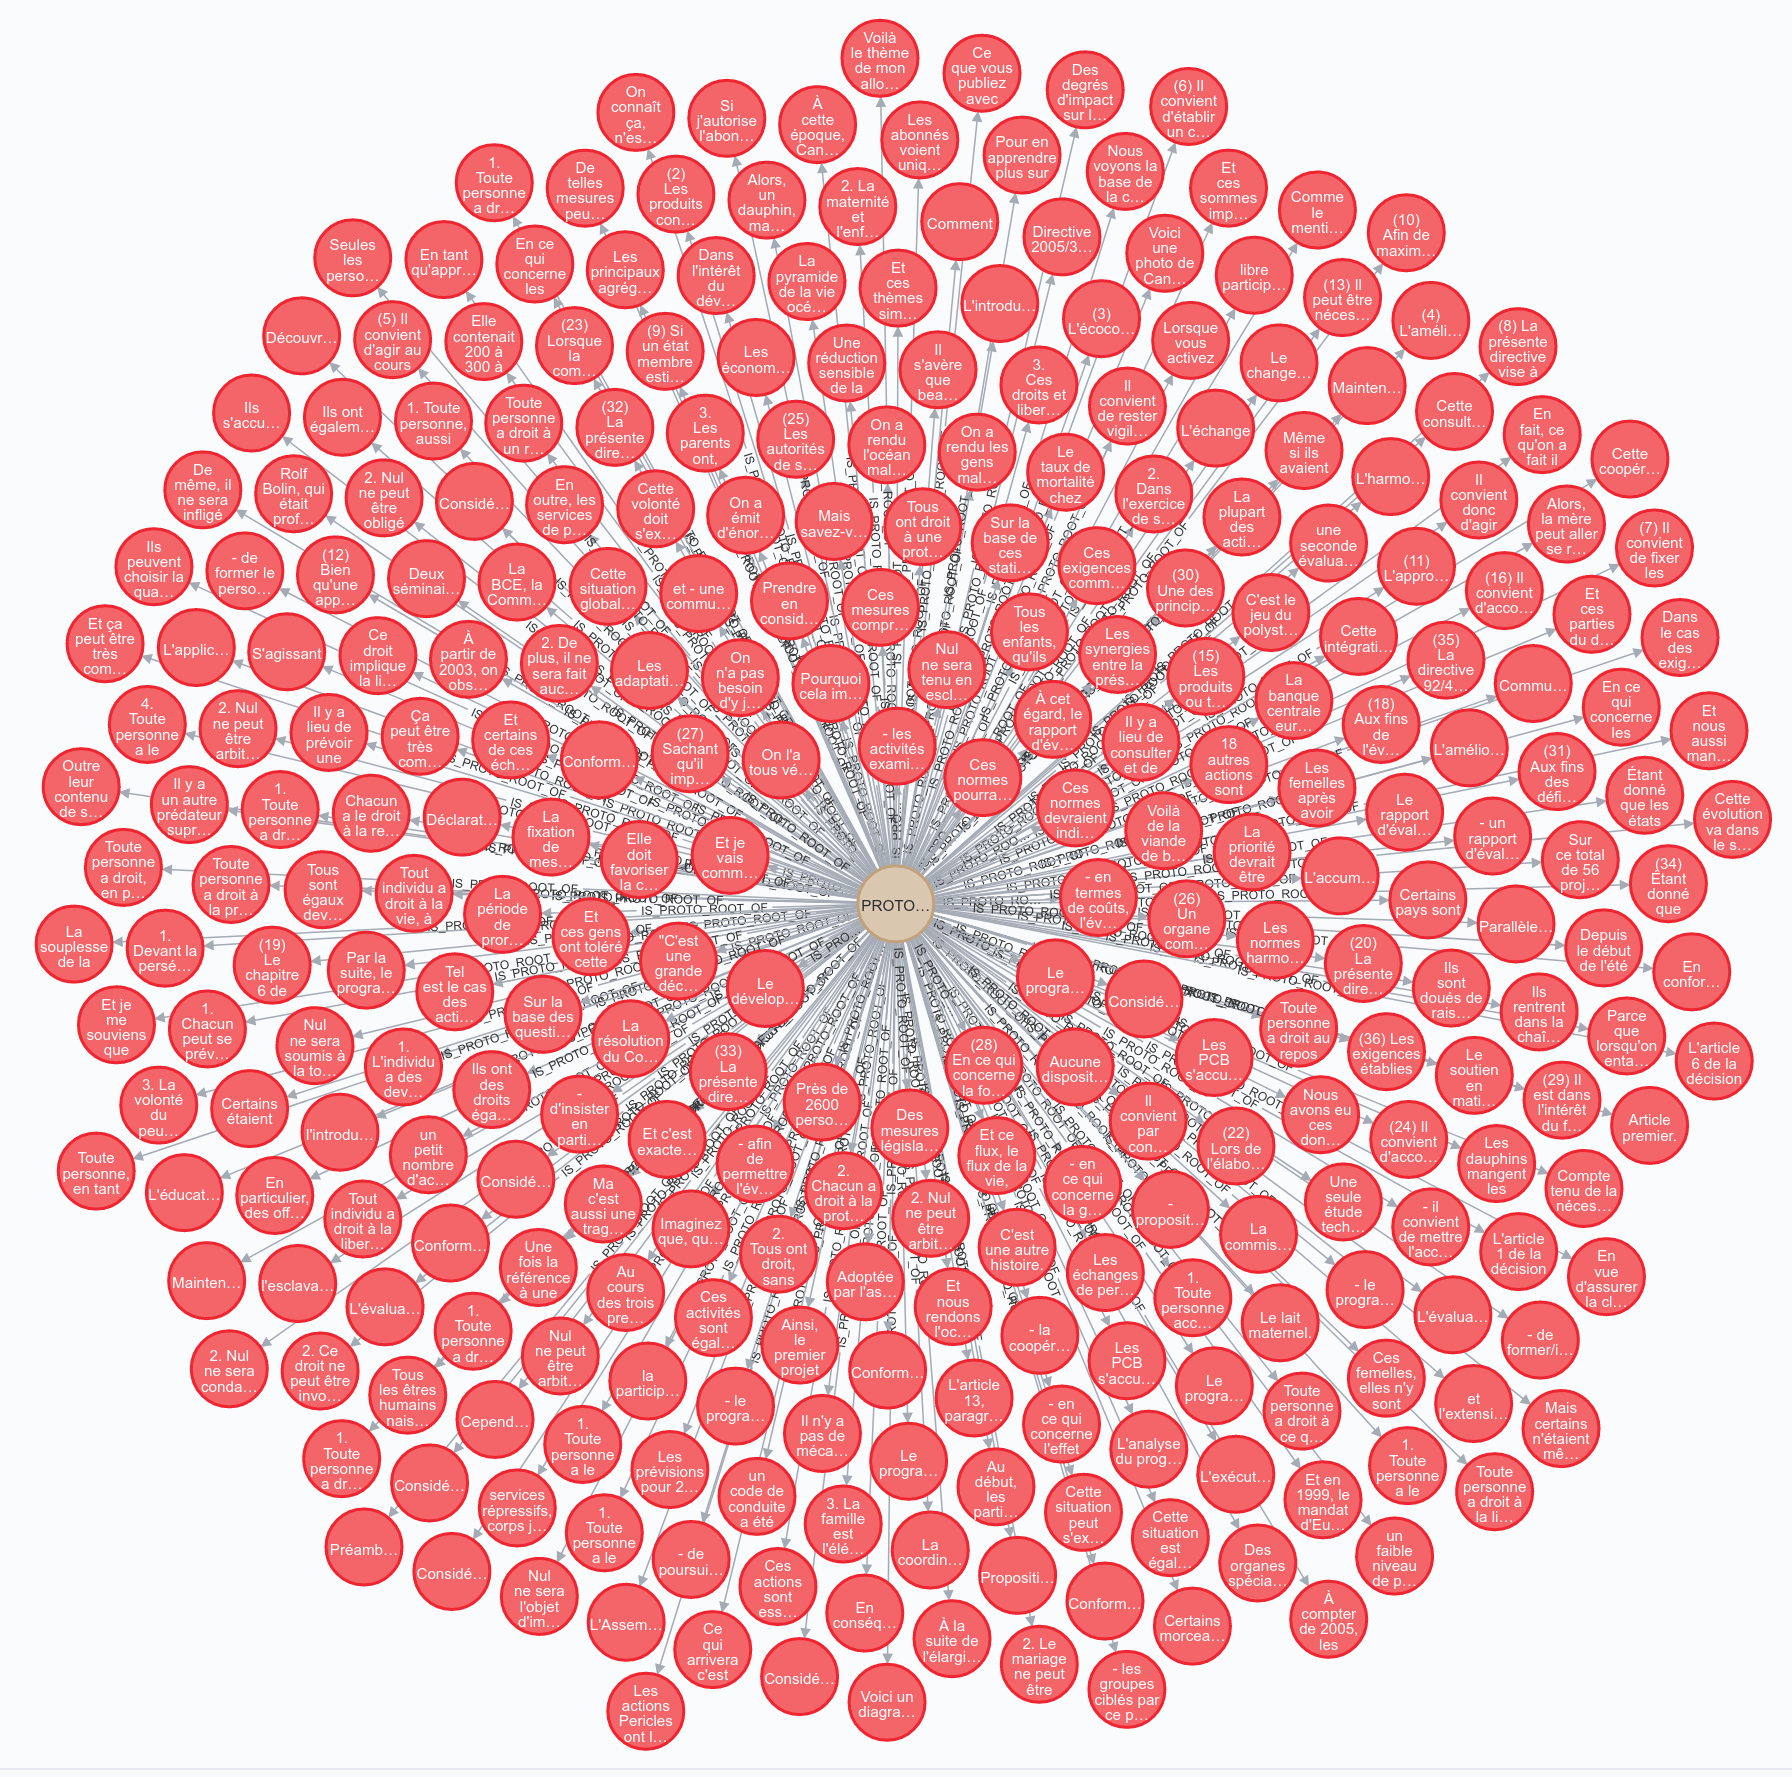 Voilà
le thème
de mon
allo…
Ce
que vous
publiez
avec
Des
degrés
d'impact
sur l…
(6) Il
convient
d'établir
un c…
On
connaît
ça,
n'es…
Si
j'autorise
l'abon…
À
cette
époque,
Can…
Les
abonnés
voient
uniq…
Pour en
apprendre
plus sur
Nous
voyons la
base de
la c…
Et
ces
sommes
imp…
Comme
le
menti…
(10)
Afin de
maxim…
1.
Toute
personne
a dr…
De
telles
mesures
peu…
(2)
Les
produits
con…
Alors,
un
dauphin,
ma…
2. La
maternité
et
l'enf…
Comment
Directive
2005/3…
Voici
une
photo de
Can…
libre
particip…
(13) Il
peut être
néces…
(4)
L'améli…
(8) La
présente
directive
vise à
Seules
les
perso…
En tant
qu'appr…
En ce
qui
concerne
les
Les
principaux
agrég…
Dans
l'intérêt
du
dév…
La
pyramide
de la vie
océ…
Et
ces
thèmes
sim…
L'introdu…
(3)
L'écoco…
Lorsque
vous
activez
Le
change…
Mainten…
Cette
consult…
En
fait, ce
qu'on a
fait il
Cette
coopér…
Découvr…
(5) Il
convient
d'agir au
cours
Elle
contenait
200 à
300 à
(23)
Lorsque
la
com…
(9) Si
un état
membre
esti…
Les
économ…
Une
réduction
sensible
de la
Il
s'avère
que
bea…
3.
Ces
droits et
liber…
Il
convient
de rester
vigil…
L'échange
Même
si ils
avaient
L'harmo…
Il
convient
donc
d'agir
Alors,
la mère
peut aller
se r…
(7) Il
convient
de fixer
les
Ils
s'accu…
Ils ont
égalem…
1. Toute
personne,
aussi
Toute
personne
a droit à
un r…
(32)
La
présente
dire…
3.
Les
parents
ont,
(25)
Les
autorités
de s…
On a
rendu
l'océan
mal…
On a
rendu les
gens
mal…
Le
taux de
mortalité
chez
2.
Dans
l'exercice
de s…
La
plupart
des
acti…
une
seconde
évalua…
(11)
L'appro…
(16) Il
convient
d'acco…
Et
ces
parties
du d…
Dans
le cas
des
exig…
De
même, il
ne sera
infligé
Rolf
Bolin, qui
était
prof…
2. Nul
ne peut
être
obligé
Considé…
En
outre, les
services
de p…
Cette
volonté
doit
s'ex…
On a
émit
d'énor…
Mais
savez-v…
Tous
ont droit
à une
prot…
Sur la
base de
ces
stati…
Ces
exigences
comm…
(30)
Une des
princip…
C'est le
jeu du
polyst…
Cette
intégrati…
(35)
La
directive
92/4…
Commu…
En ce
qui
concerne
les
Et
nous
aussi
man…
Ils
peuvent
choisir la
qua…
- de
former le
perso…
(12)
Bien
qu'une
app…
Deux
séminai…
La
BCE, la
Comm…
Cette
situation
global…
et - une
commu…
Prendre
en
consid…
Ces
mesures
compr…
Nul
ne sera
tenu en
escl…
Tous
les
enfants,
qu'ils
Les
synergies
entre la
prés…
(15)
Les
produits
ou t…
La
banque
centrale
eur…
(18)
Aux fins
de
l'év…
L'amélio…
(31)
Aux fins
des
défi…
Étant
donné
que les
états
Cette
évolution
va dans
le s…
Et ça
peut être
très
com…
L'applic…
S'agissant
Ce
droit
implique
la li…
À
partir de
2003, on
obs…
2. De
plus, il ne
sera fait
auc…
Les
adaptati…
On
n'a pas
besoin
d'y j…
Pourquoi
cela im…
- les
activités
exami…
Ces
normes
pourra…
À cet
égard, le
rapport
d'év…
Il y a
lieu de
consulter
et de
18
autres
actions
sont
Les
femelles
après
avoir
Le
rapport
d'éval…
- un
rapport
d'éval…
Sur
ce total
de 56
proj…
(34)
Étant
donné
que
4.
Toute
personne
a le
2. Nul
ne peut
être
arbit…
Il y a
lieu de
prévoir
une
Ça
peut être
très
com…
Et
certains
de ces
éch…
Conform…
(27)
Sachant
qu'il
imp…
On l'a
tous vé…
Ces
normes
devraient
indi…
Voilà
de la
viande
de b…
La
priorité
devrait
être
L'accum…
Certains
pays sont
Parallèle…
Depuis
le début
de l'été
En
confor…
Outre
leur
contenu
de s…
Il y a
un autre
prédateur
supr…
1.
Toute
personne
a dr…
Chacun
a le droit
à la re…
Déclarat…
La
fixation
de
mes…
Elle
doit
favoriser
la c…
Et je
vais
comm…
PROTO…
- en
termes
de coûts,
l'év…
(26)
Un
organe
com…
Les
normes
harmo…
(20)
La
présente
dire…
Ils
sont
doués de
rais…
Ils
rentrent
dans la
chaî…
Parce
que
lorsqu'on
enta…
L'article
6 de la
décision
Toute
personne
a droit,
en p…
Toute
personne
a droit à
la pr…
Tous
sont
égaux
dev…
Tout
individu a
droit à la
vie, à
La
période
de
pror…
Et
ces gens
ont toléré
cette
"C'est
une
grande
déc…
Le
dévelop…
Le
progra…
Considé…
Toute
personne
a droit au
repos
(36) Les
exigences
établies
Le
soutien
en
mati…
(29) Il
est dans
l'intérêt
du f…
Article
premier.
La
souplesse
de la
1.
Devant la
persé…
(19)
Le
chapitre
6 de
Par la
suite, le
progra…
Tel
est le cas
des
acti…
Sur la
base des
questi…
La
résolution
du Co…
(33)
La
présente
dire…
Près de
2600
perso…
Des
mesures
législa…
(28)
En ce qui
concerne
la fo…
Aucune
disposit…
Les
PCB
s'accu…
Nous
avons eu
ces
don…
(24) Il
convient
d'acco…
Les
dauphins
mangent
les
Compte
tenu de la
néces…
Et je
me
souviens
que
1.
Chacun
peut se
prév…
Nul
ne sera
soumis à
la to…
1.
L'individu
a des
dev…
Ils ont
des
droits
éga…
-
d'insister
en
parti…
Et c'est
exacte…
- afin
de
permettre
l'év…
2.
Chacun a
droit à la
prot…
2. Nul
ne peut
être
arbit…
Et ce
flux, le
flux de la
vie,
- en
ce qui
concerne
la g…
Il
convient
par
con…
(22)
Lors de
l'élabo…
Une
seule
étude
tech…
- il
convient
de mettre
l'acc…
L'article
1 de la
décision
En
vue
d'assurer
la cl…
3. La
volonté
du
peu…
Certains
étaient
l'introdu…
un
petit
nombre
d'ac…
Considé…
Ma
c'est
aussi une
trag…
Imaginez
que, qu…
2.
Tous ont
droit,
sans
Adoptée
par l'as…
Et
nous
rendons
l'oc…
C'est
une autre
histoire.
Les
échanges
de per…
-
proposit…
La
commis…
- le
progra…
L'évalua…
- de
former/i…
Toute
personne,
en tant
L'éducat…
En
particulier,
des off…
Tout
individu a
droit à la
liber…
Conform…
Une
fois la
référence
à une
Au
cours
des trois
pre…
Ces
activités
sont
égal…
Ainsi,
le
premier
projet
Conform…
- la
coopér…
Les
PCB
s'accu…
1.
Toute
personne
acc…
Le lait
maternel.
Ces
femelles,
elles n'y
sont
et
l'extensi…
Mais
certains
n'étaient
mê…
Mainten…
l'esclava…
L'évalua…
1.
Toute
personne
a dr…
Nul
ne peut
être
arbit…
la
particip…
- le
progra…
Il n'y a
pas de
méca…
Le
progra…
L'article
13,
paragr…
- en
ce qui
concerne
l'effet
L'analyse
du prog…
Le
progra…
Toute
personne
a droit à
ce q…
1.
Toute
personne
a le
Toute
personne
a droit à
la li…
2. Nul
ne sera
conda…
2. Ce
droit ne
peut être
invo…
Tous
les êtres
humains
nais…
Cepend…
1.
Toute
personne
a le
Les
prévisions
pour 2…
un
code de
conduite
a été
3. La
famille
est
l'élé…
La
coordin…
Au
début,
les
parti…
Cette
situation
peut
s'ex…
Cette
situation
est
égal…
L'exécut…
Et en
1999, le
mandat
d'Eu…
un
faible
niveau
de p…
1.
Toute
personne
a dr…
Considé…
services
répressifs,
corps j…
1.
Toute
personne
a le
- de
poursui…
Ces
actions
sont
ess…
En
conséq…
À la
suite de
l'élargi…
Propositi…
Conform…
Certains
morcea…
Des
organes
spécia…
À
compter
de 2005,
les
Préamb…
Considé…
Nul
ne sera
l'objet
d'im…
L'Assem…
Ce
qui
arrivera
c'est
Considé…
Voici un
diagra…
2. Le
mariage
ne peut
être
- les
groupes
ciblés par
ce p…
Les
actions
Pericles
ont l…
IS_PROTO_ROOT_OF